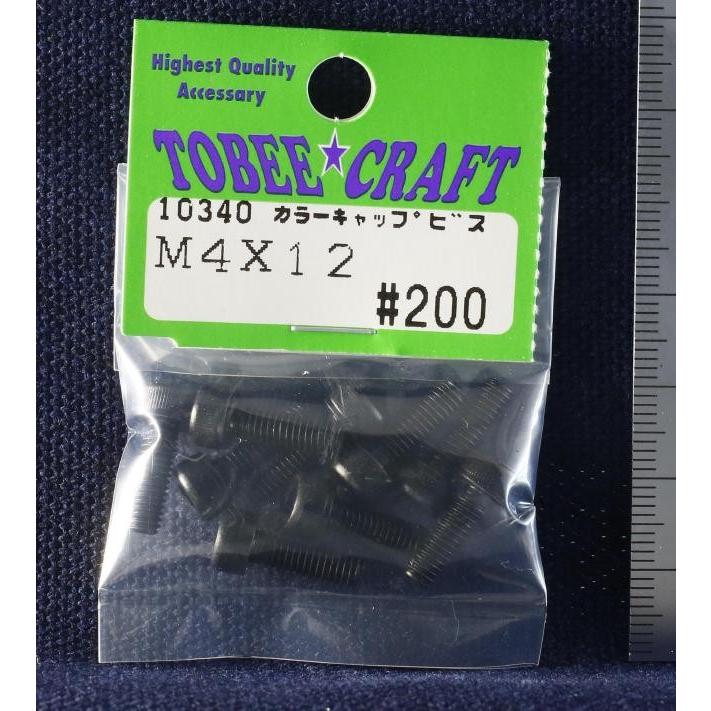 Highest Quality
Accessary
TOBEE★CRAFT
10340 カラーキャップビス
M4X12
#200